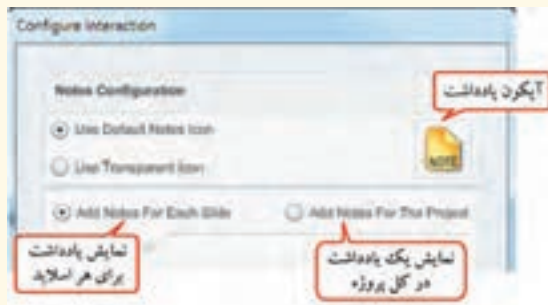 Configure Interaction
Notes Configuration
آیکون یادداشت
Use Default Notes Icon
NOTE
Use Transparent Icon
Add Notes For Each Slide
Add Notes For The Project
نمایش یادداشت
برای هر اسلاید
نمایش یک یادداشت
در کل پروژه